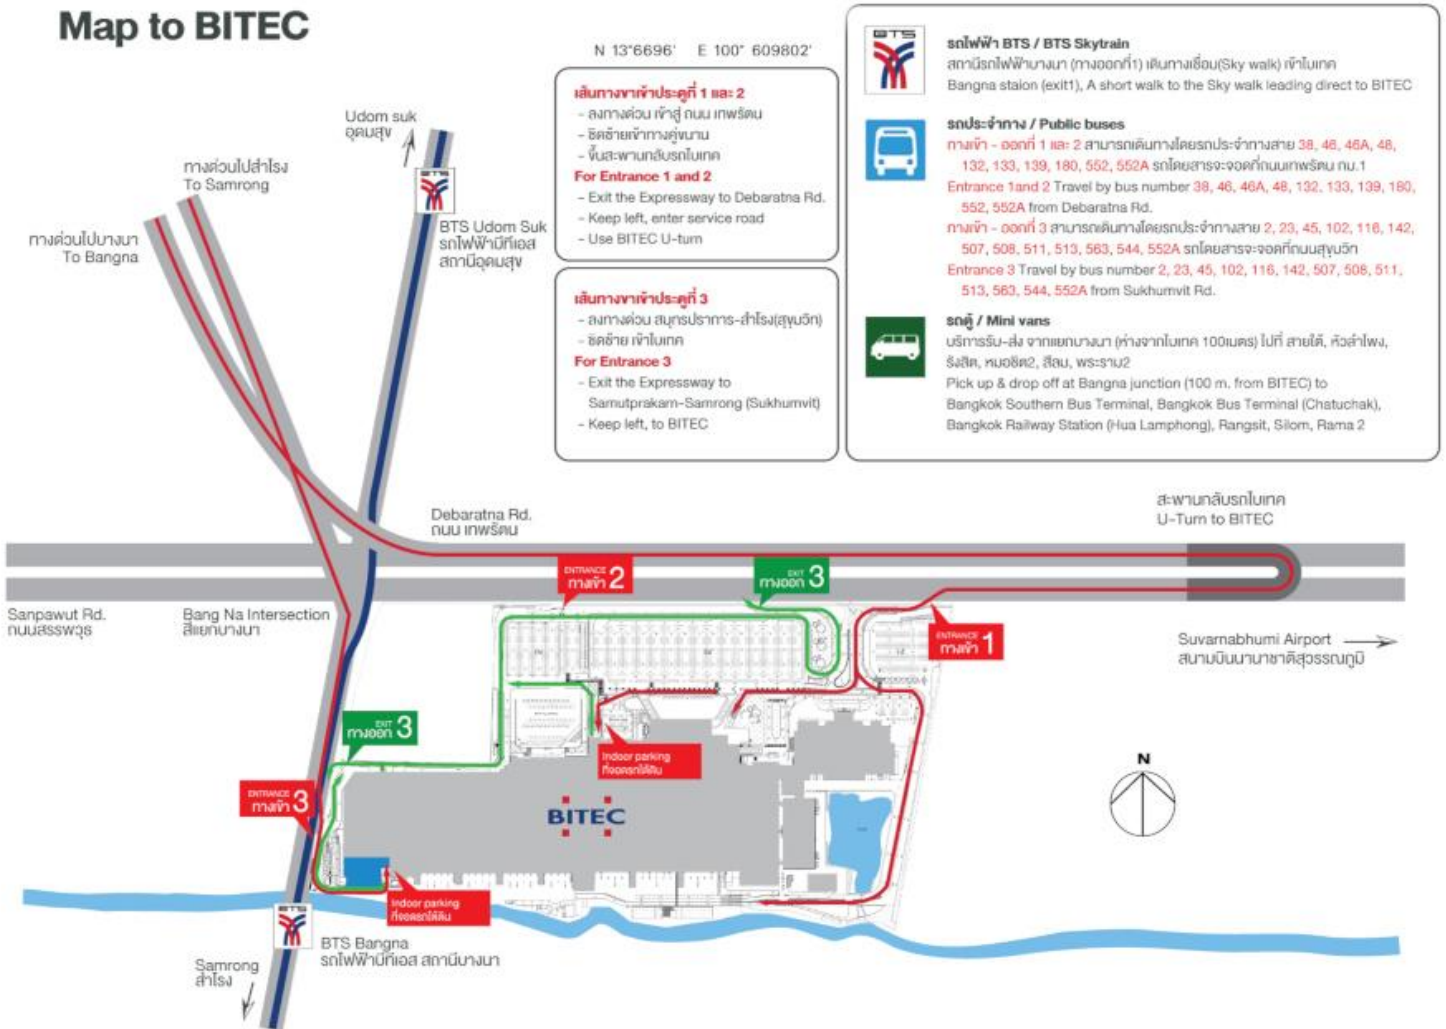 Map to BITEC
N 13°6696' E 100° 609802'
เส้นทางขาเข้าประตูที่ 1 และ 2
- ลงทางด่วน เข้าสู่ ถนน เทพรัตน
- ชิดซ้ายเข้าทางคู่ขนาน
- ขึ้นสะพานกลับรถไบเทค
For Entrance 1 and 2
- Exit the Expressway to Debaratna Rd.
- Keep left, enter service road
- Use BITEC U-turn
เส้นทางขาเข้าประตูที่ 3
- ลงทางด่วน สมุทรปราการ-สำโรง(สุขุมวิท)
- ชิดซ้าย เข้าไบเทค
For Entrance 3
- Exit the Expressway to
Samutprakarn-Samrong (Sukhumvit)
- Keep left, to BITEC
BTS
รถไฟฟ้า BTS / BTS Skytrain
สถานีรถไฟฟ้าบางนา (ทางออกที่1) เดินทางเชื่อม(Sky walk) เข้าไบเทค
Bangna staion (exit1), A short walk to the Sky walk leading direct to BITEC
รถประจำทาง / Public buses
ทางเข้า - ออกที่ 1 และ 2 สามารถเดินทางโดยรถประจำทางสาย 38, 46, 46A, 48,
132, 133, 139, 180, 552, 552A รถโดยสารจะจอดที่ถนนเทพรัตน กม.1
Entrance 1and 2 Travel by bus number 38, 46, 46A, 48, 132, 133, 139, 180,
552, 552A from Debaratna Rd.
ทางเข้า - ออกที่ 3 สามารถเดินทางโดยรถประจำทางสาย 2, 23, 45, 102, 116, 142,
507, 508, 511, 513, 563, 544, 552A รถโดยสารจะจอดที่ถนนสุขุมวิท
Entrance 3 Travel by bus number 2, 23, 45, 102, 116, 142, 507, 508, 511,
513, 563, 544, 552A from Sukhumvit Rd.
รถตู้ / Mini vans
บริการรับ-ส่ง จากแยกบางนา (ห่างจากไบเทค 100เมตร) ไปที่ สายใต้, หัวลำโพง,
รังสิต, หมอชิต2, สีลม, พระราม2
Pick up & drop off at Bangna junction (100 m. from BITEC) to
Bangkok Southern Bus Terminal, Bangkok Bus Terminal (Chatuchak),
Bangkok Railway Station (Hua Lamphong), Rangsit, Silom, Rama 2
Udom suk
อุดมสุข
ทางด่วนไปสำโรง
To Samrong
ทางด่วนไปบางนา
To Bangna
BTS
BTS Udom Suk
รถไฟฟ้าบีทีเอส
สถานีอุดมสุข
Debaratna Rd.
ถนน เทพรัตน
สะพานกลับรถไบเทค
U-Turn to BITEC
ENTRANCE
ทางเข้า 2
EXIT
ทางออก 3
Sanpawut Rd.
ถนนสรรพวุธ
Bang Na Intersection
สี่แยกบางนา
ENTRANCE
ทางเข้า 1
Suvarnabhumi Airport
สนามบินนานาชาติสุวรรณภูมิ
EXIT
ทางออก 3
Indoor parking
ที่จอดรถใต้ดิน
ENTRANCE
ทางเข้า 3
BITEC
N
Indoor parking
ที่จอดรถใต้ดิน
BTS
BTS Bangna
รถไฟฟ้าบีทีเอส สถานีบางนา
Samrong
สำโรง